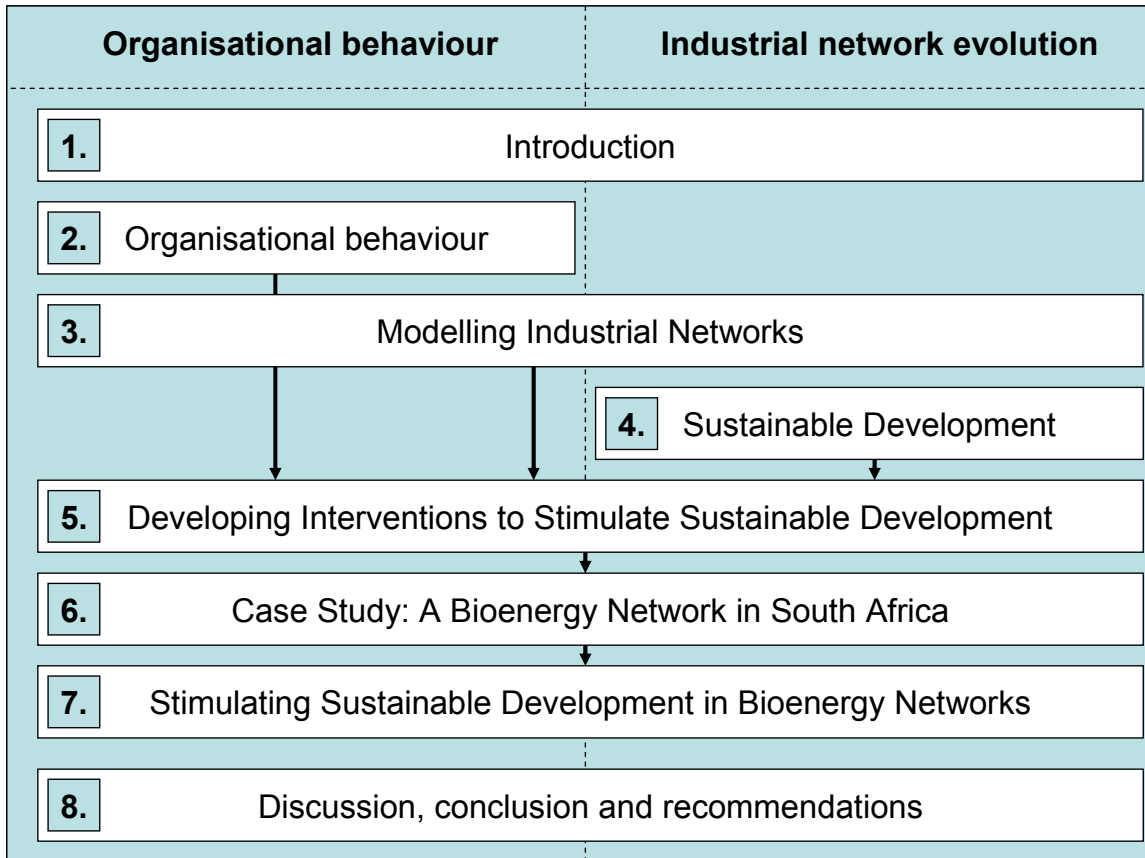 Organisational behaviour
Industrial network evolution
1. Introduction
2. Organisational behaviour
3. Modelling Industrial Networks
4. Sustainable Development
5. Developing Interventions to Stimulate Sustainable Development
6. Case Study: A Bioenergy Network in South Africa
7. Stimulating Sustainable Development in Bioenergy Networks
8. Discussion, conclusion and recommendations